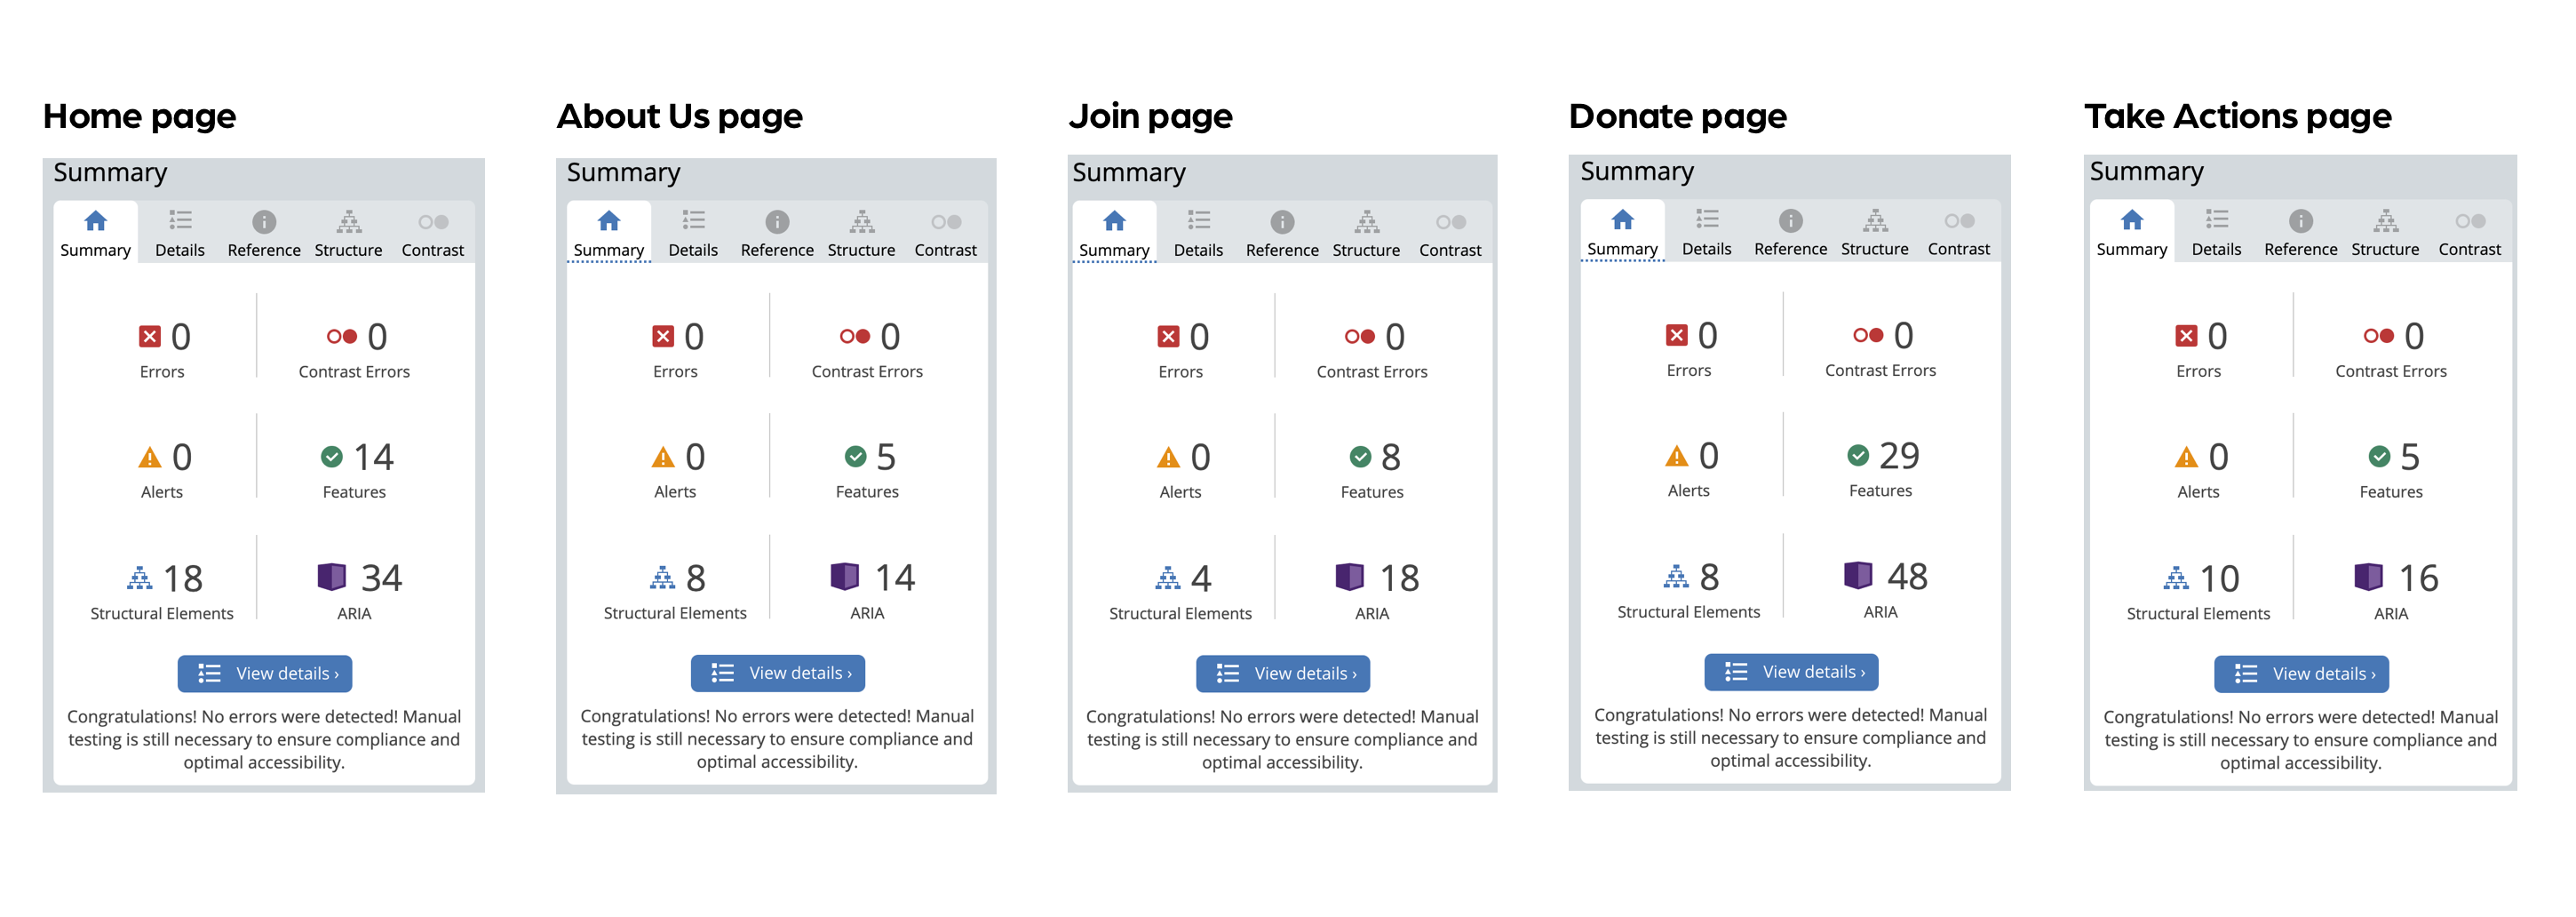 Home page
Summary
Summary Details Reference Structure Contrast
0 0
Errors Contrast Errors
0 14
Alerts Features
18 34
Structural Elements ARIA
View details ›
Congratulations! No errors were detected! Manual
testing is still necessary to ensure compliance and
optimal accessibility.
About Us page
Summary
Summary Details Reference Structure Contrast
0 0
Errors Contrast Errors
0 5
Alerts Features
8 14
Structural Elements ARIA
View details ›
Congratulations! No errors were detected! Manual
testing is still necessary to ensure compliance and
optimal accessibility.
Join page
Summary
Summary Details Reference Structure Contrast
0 0
Errors Contrast Errors
0 8
Alerts Features
4 18
Structural Elements ARIA
View details ›
Congratulations! No errors were detected! Manual
testing is still necessary to ensure compliance and
optimal accessibility.
Donate page
Summary
Summary Details Reference Structure Contrast
0 0
Errors Contrast Errors
0 29
Alerts Features
8 48
Structural Elements ARIA
View details ›
Congratulations! No errors were detected! Manual
testing is still necessary to ensure compliance and
optimal accessibility.
Take Actions page
Summary
Summary Details Reference Structure Contrast
0 0
Errors Contrast Errors
0 5
Alerts Features
10 16
Structural Elements ARIA
View details ›
Congratulations! No errors were detected! Manual
testing is still necessary to ensure compliance and
optimal accessibility.